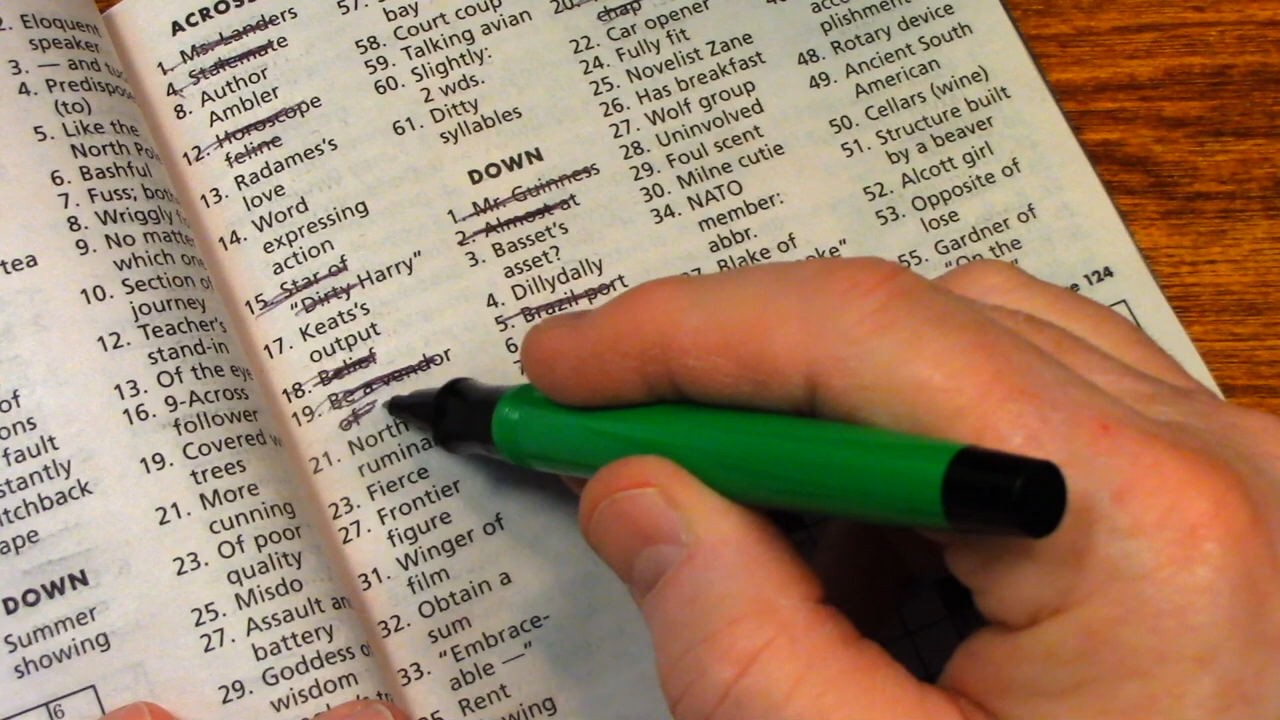 2. Eloquent
speaker
3. — and
4. Predispose
(to)
5. Like the
North
6. Bashful
7. Fuss;
8. Wriggly
9. No matter
which one
10. Section of
journey
12. Teacher's
stand-in
13. Of the eye
16. 9-Across
follower
19. Covered
trees
21. More
cunning
23. Of poor
quality
25. Misdo
27. Assault
battery
29. Goddess
wisdom
tea
of
fault
DOWN
Summer
showing
6
ACROSS
1. Ms. Landers
4. Stalemate
8. Author
Ambler
12. Horoscope
feline
13. Radames's
love
14. Word
expressing
action
15. Star of
"Dirty Harry"
17. Keats's
output
18. Belief
19. Be a vendor
of
21. North
23. Fierce
27. Frontier
figure
31. Winger of
film
32. Obtain a
sum
33. "Embrace-
able —"
Rent
57.
bay
58. Court coup
59. Talking avian
60. Slightly:
2 wds.
61. Ditty
syllables
DOWN
1. Mr. Guinness
2. Almost at
3. Basset's
asset?
4. Dillydally
5. Brazil port
6
20.
chap
22. Car opener
24. Fully fit
25. Novelist Zane
26. Has breakfast
27. Wolf group
28. Uninvolved
29. Foul scent
30. Milne cutie
34. NATO
member:
abbr.
Blake of
plishment
48. Rotary device
49. Ancient South
American
50. Cellars (wine)
51. Structure built
by a beaver
52. Alcott girl
53. Opposite of
lose
55. Gardner of
"On the
124